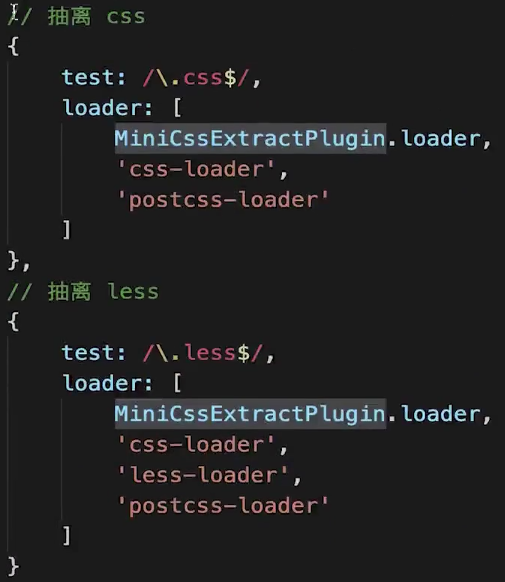 // 抽离 css
{
    test: /\.css$/,
    loader: [
        MiniCssExtractPlugin.loader,
        'css-loader',
        'postcss-loader'
    ]
},
// 抽离 less
{
    test: /\.less$/,
    loader: [
        MiniCssExtractPlugin.loader,
        'css-loader',
        'less-loader',
        'postcss-loader'
    ]
}